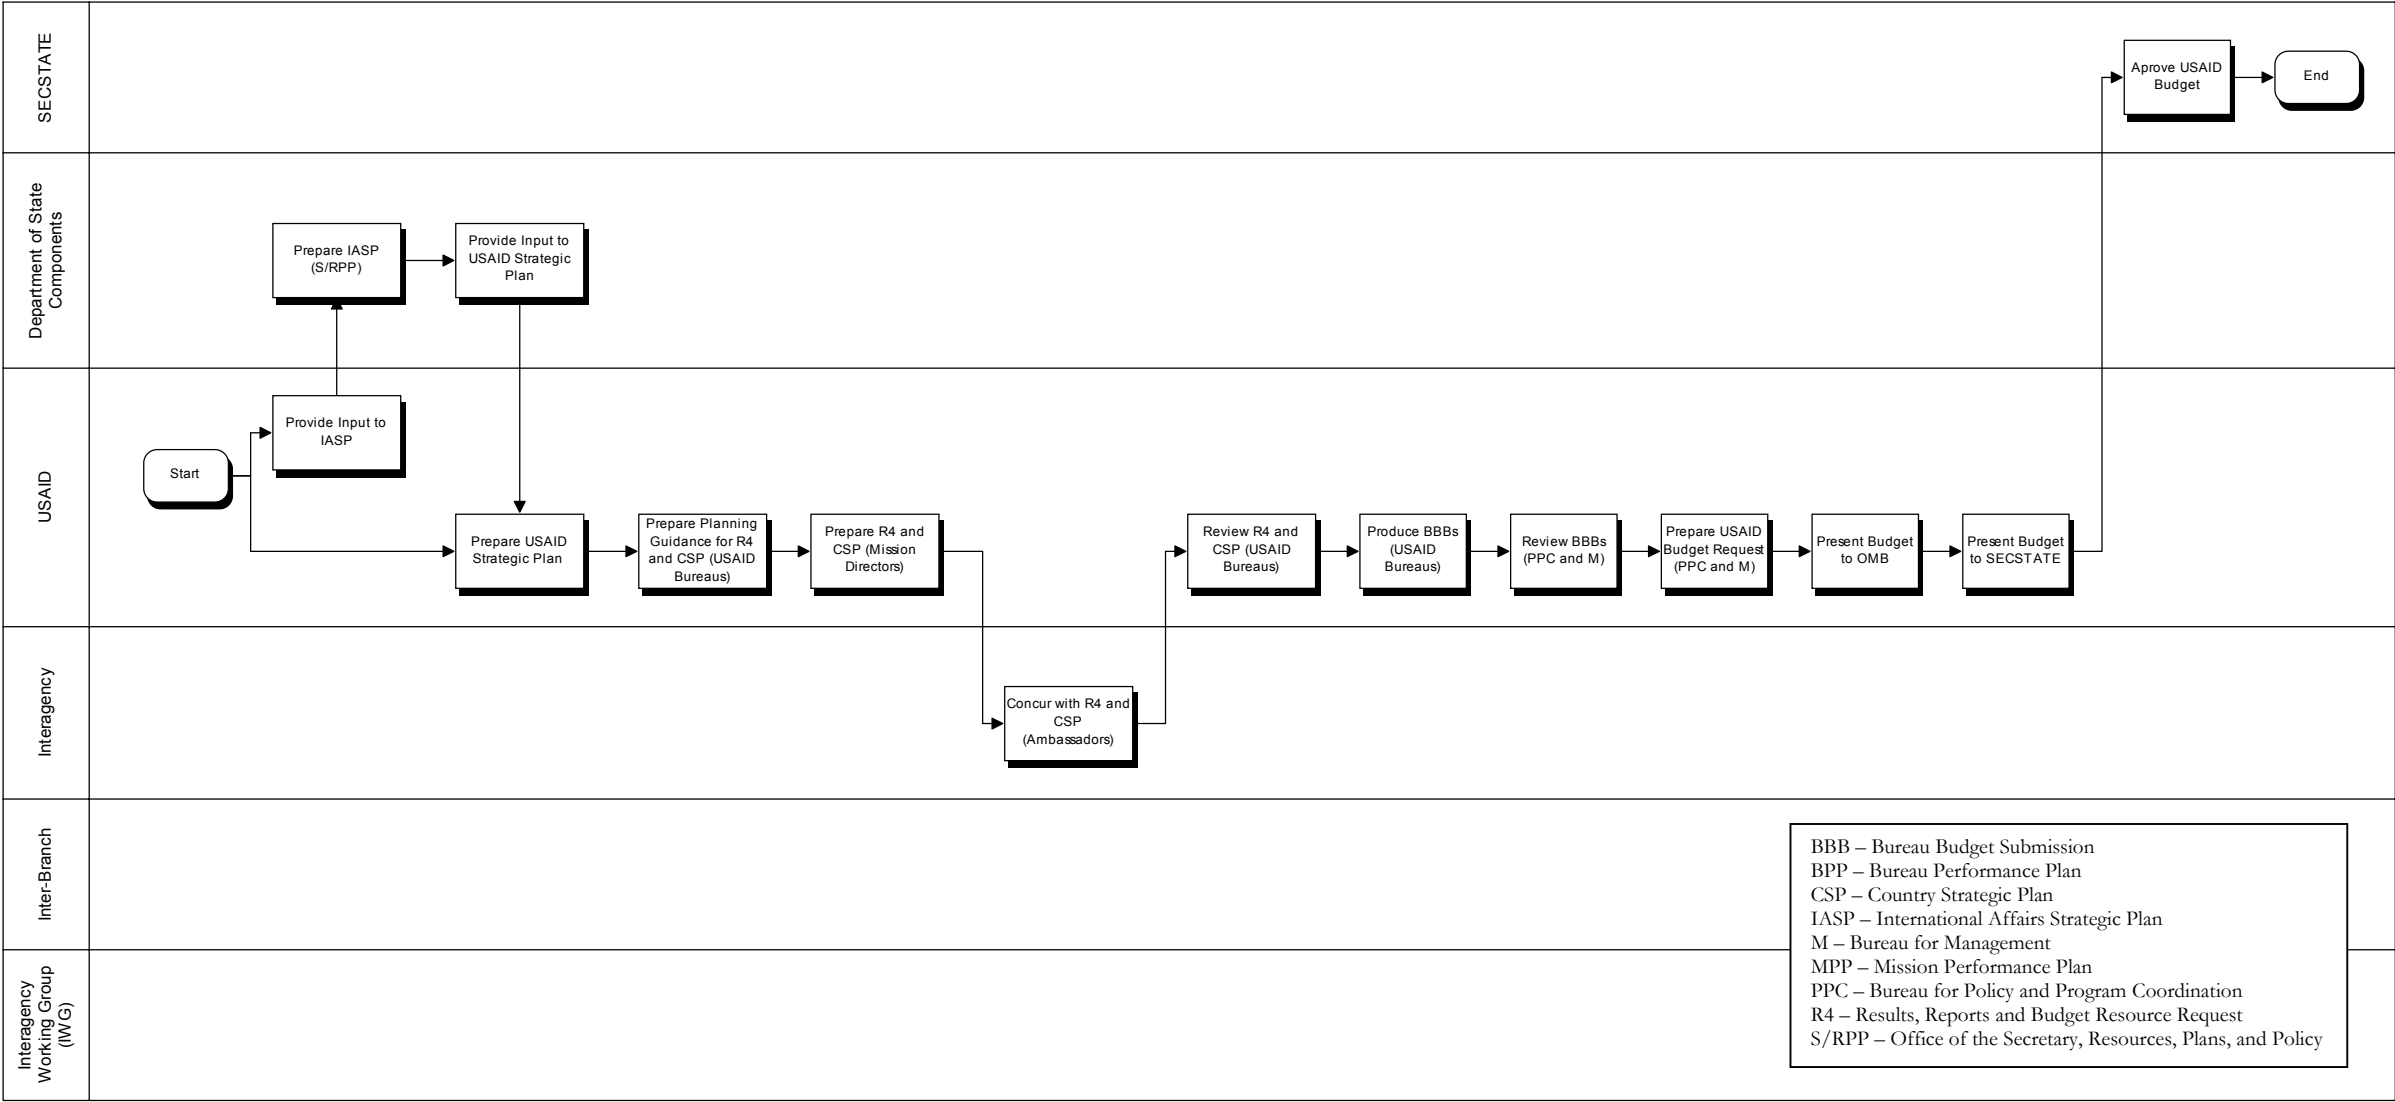 SECSTATE
Aprove USAID
Budget
End
Department of State
Components
Prepare IASP
(S/RPP)
Provide Input to
USAID Strategic
Plan
USAID
Start
Provide Input to
IASP
Prepare USAID
Strategic Plan
Prepare Planning
Guidance for R4
and CSP (USAID
Bureaus)
Prepare R4 and
CSP (Mission
Directors)
Review R4 and
CSP (USAID
Bureaus)
Produce BBBs
(USAID
Bureaus)
Review BBBs
(PPC and M)
Prepare USAID
Budget Request
(PPC and M)
Present Budget
to OMB
Present Budget
to SECSTATE
Interagency
Concur with R4 and
CSP
(Ambassadors)
Inter-Branch
Interagency
Working Group
(IWG)
BBB – Bureau Budget Submission
BPP – Bureau Performance Plan
CSP – Country Strategic Plan
IASP – International Affairs Strategic Plan
M – Bureau for Management
MPP – Mission Performance Plan
PPC – Bureau for Policy and Program Coordination
R4 – Results, Reports and Budget Resource Request
S/RPP – Office of the Secretary, Resources, Plans, and Policy